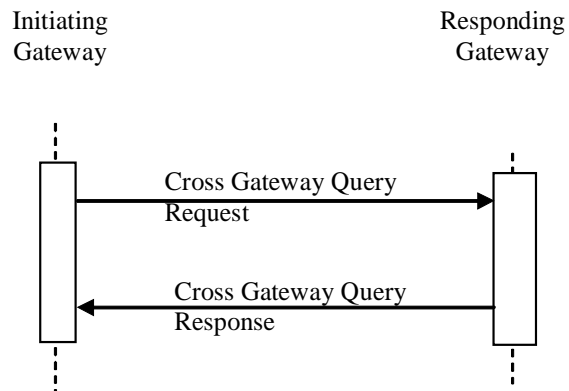 Initiating
Gateway
Responding
Gateway
Cross Gateway Query
Request
Cross Gateway Query
Response